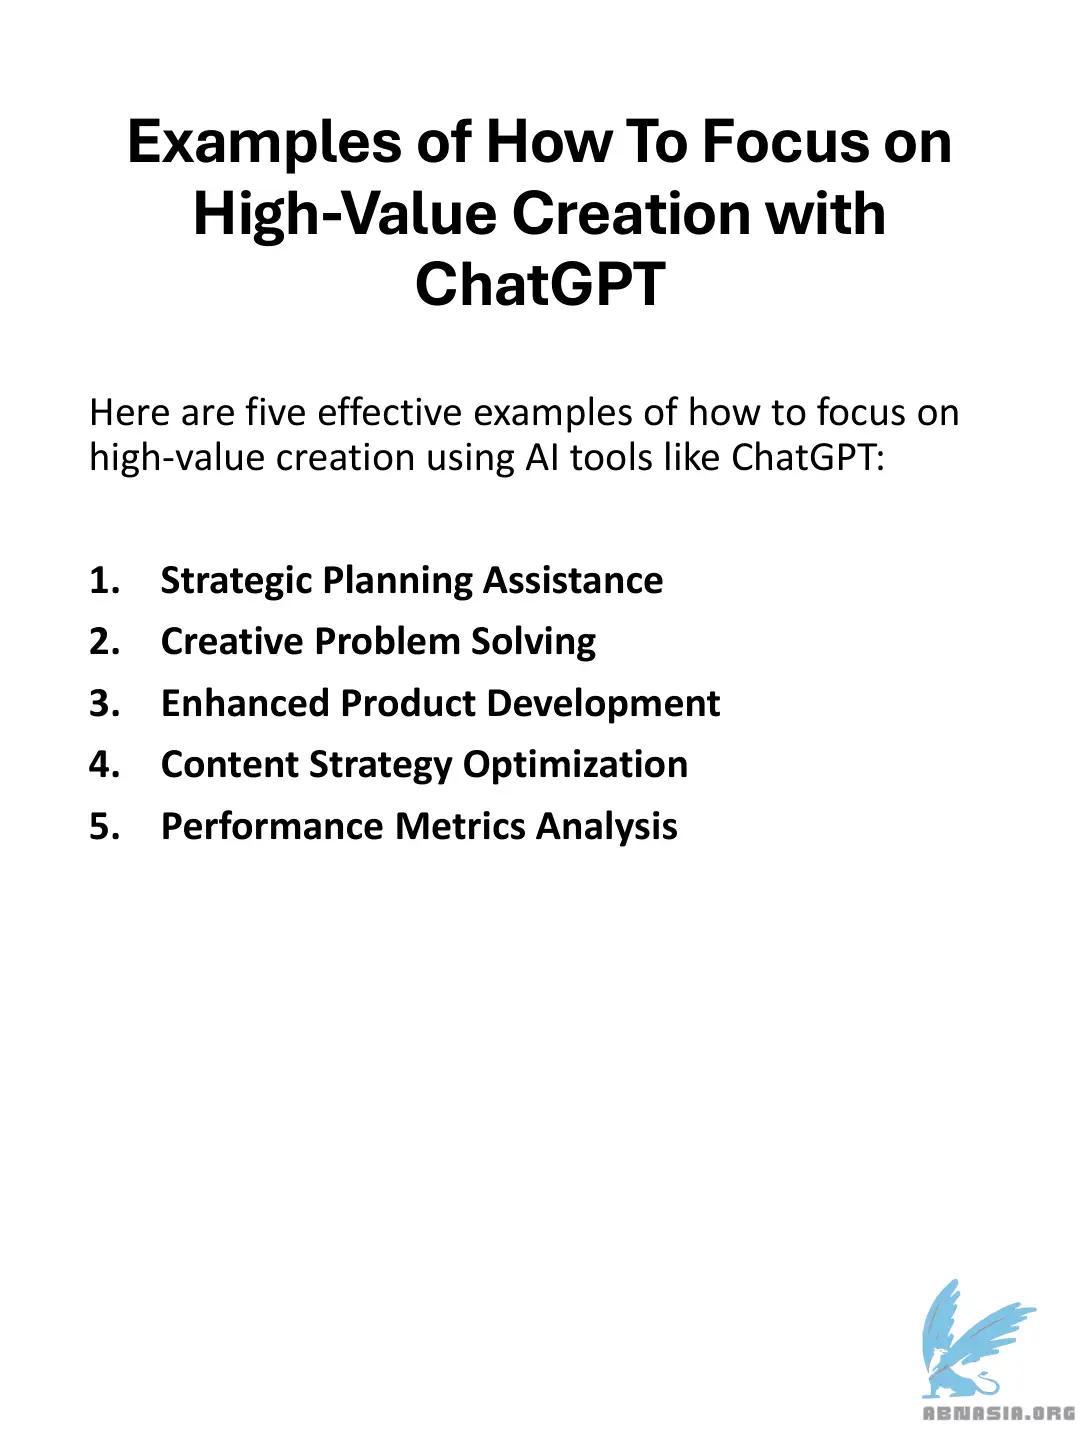 Examples of How To Focus on
High-Value Creation with
ChatGPT
Here are five effective examples of how to focus on
high-value creation using AI tools like ChatGPT:
1. Strategic Planning Assistance
2. Creative Problem Solving
3. Enhanced Product Development
4. Content Strategy Optimization
5. Performance Metrics Analysis
ABNASIA.ORG